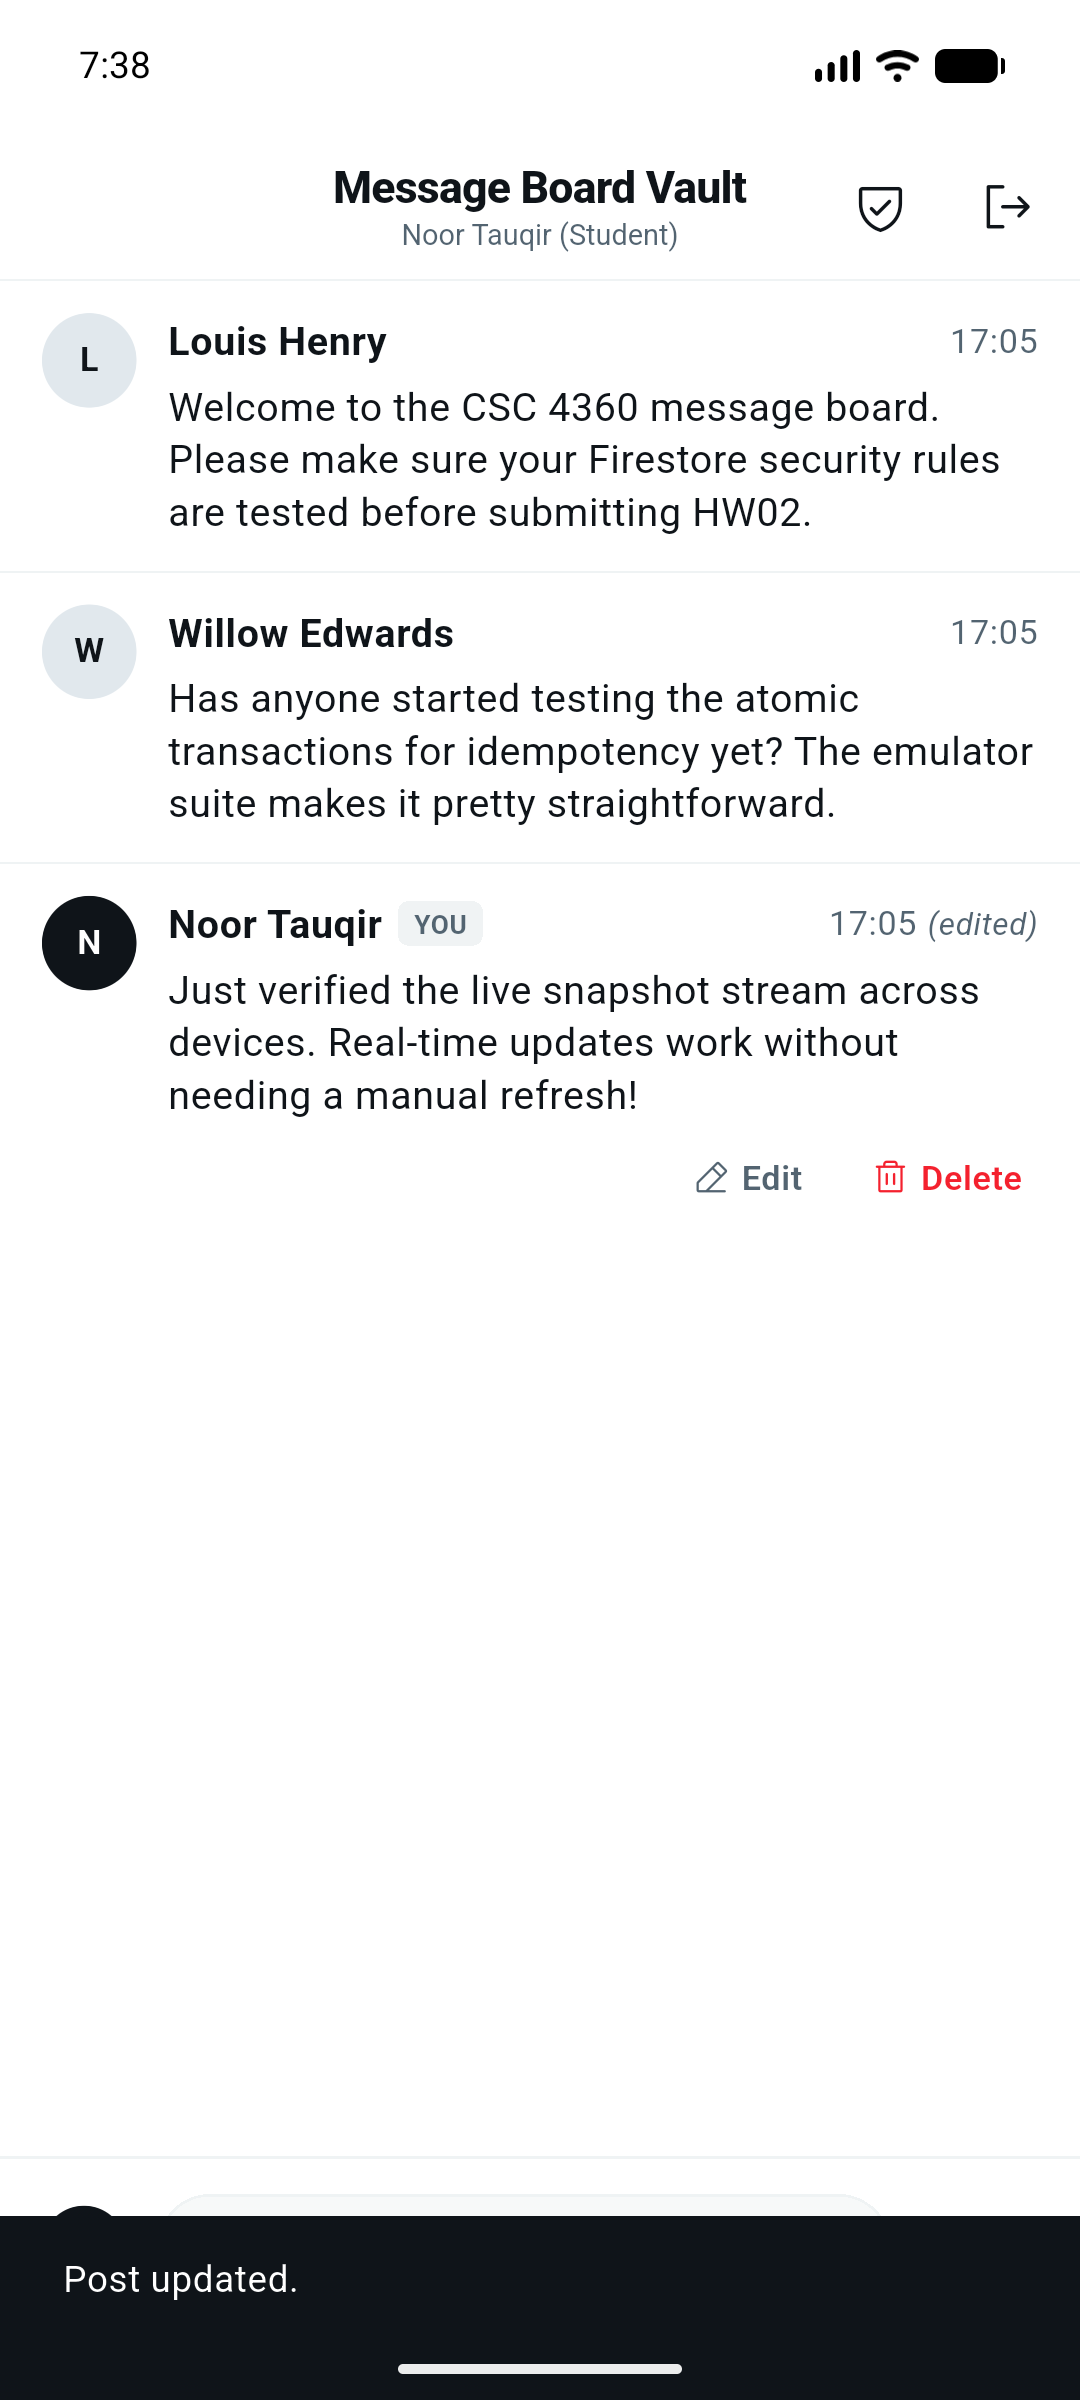 7:38
Message Board Vault
Noor Tauqir (Student)
L
Louis Henry
17:05
Welcome to the CSC 4360 message board.
Please make sure your Firestore security rules
are tested before submitting HW02.
W
Willow Edwards
17:05
Has anyone started testing the atomic
transactions for idempotency yet? The emulator
suite makes it pretty straightforward.
N
Noor Tauqir YOU
17:05 (edited)
Just verified the live snapshot stream across
devices. Real-time updates work without
needing a manual refresh!
Edit
Delete
Post updated.